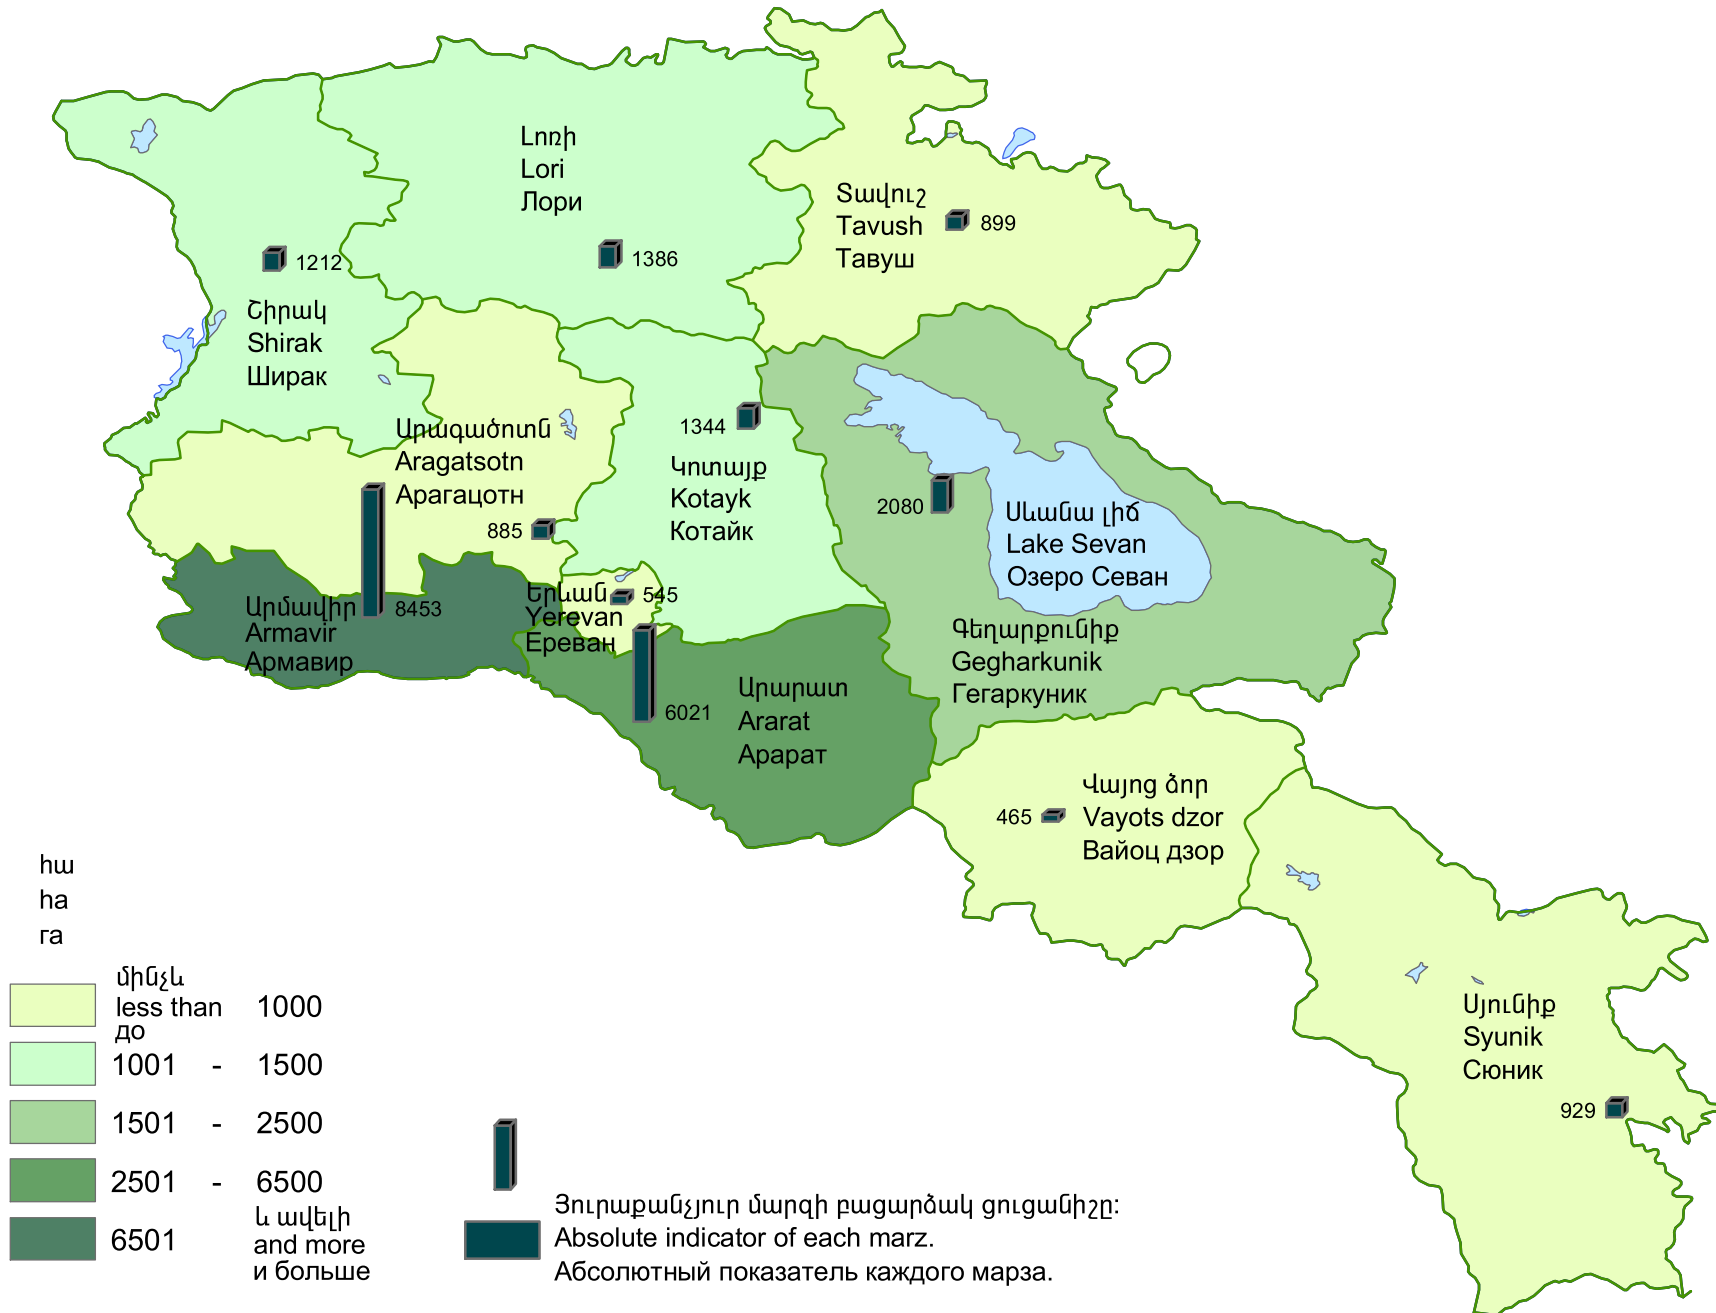 Լոռի
Lori
Лори
1386
Տավուշ
Tavush
Тавуш
899
1212
Շիրակ
Shirak
Ширак
Արագածոտն
Aragatsotn
Арагацотн
885
1344
Կոտայք
Kotayk
Котайк
2080
Սևանա լիճ
Lake Sevan
Озеро Севан
Գեղարքունիք
Gegharkunik
Гегаркуник
Արմավիր
Armavir
Армавир
8453
Երևան
Yerevan
Ереван
545
6021
Արարատ
Ararat
Арарат
465
Վայոց ձոր
Vayots dzor
Вайоц дзор
Սյունիք
Syunik
Сюник
929
հա
ha
га
մինչև
less than 1000
до
1001 - 1500
1501 - 2500
2501 - 6500
և ավելի
6501 and more
и больше
Յուրաքանչյուր մարզի բացարձակ ցուցանիշը:
Absolute indicator of each marz.
Абсолютный показатель каждого марза.